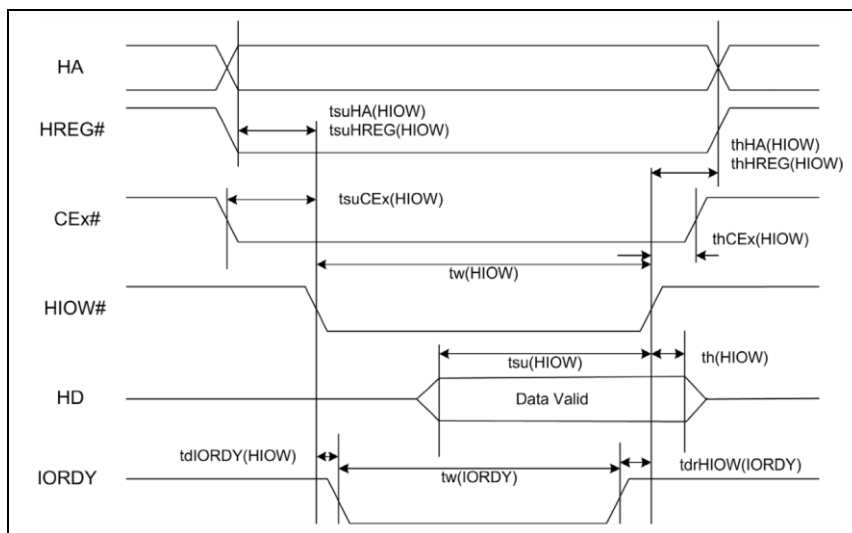 HA
tsuHA(HIOW)
HREG#
tsuHREG(HIOW)
thHA(HIOW)
thHREG(HIOW)
tsuCEx(HIOW)
CEx#
thCEx(HIOW)
tw(HIOW)
HIOW#
tsu(HIOW)
th(HIOW)
HD
Data Valid
tdIORDY(HIOW)
tw(IORDY)
tdrHIOW(IORDY)
IORDY